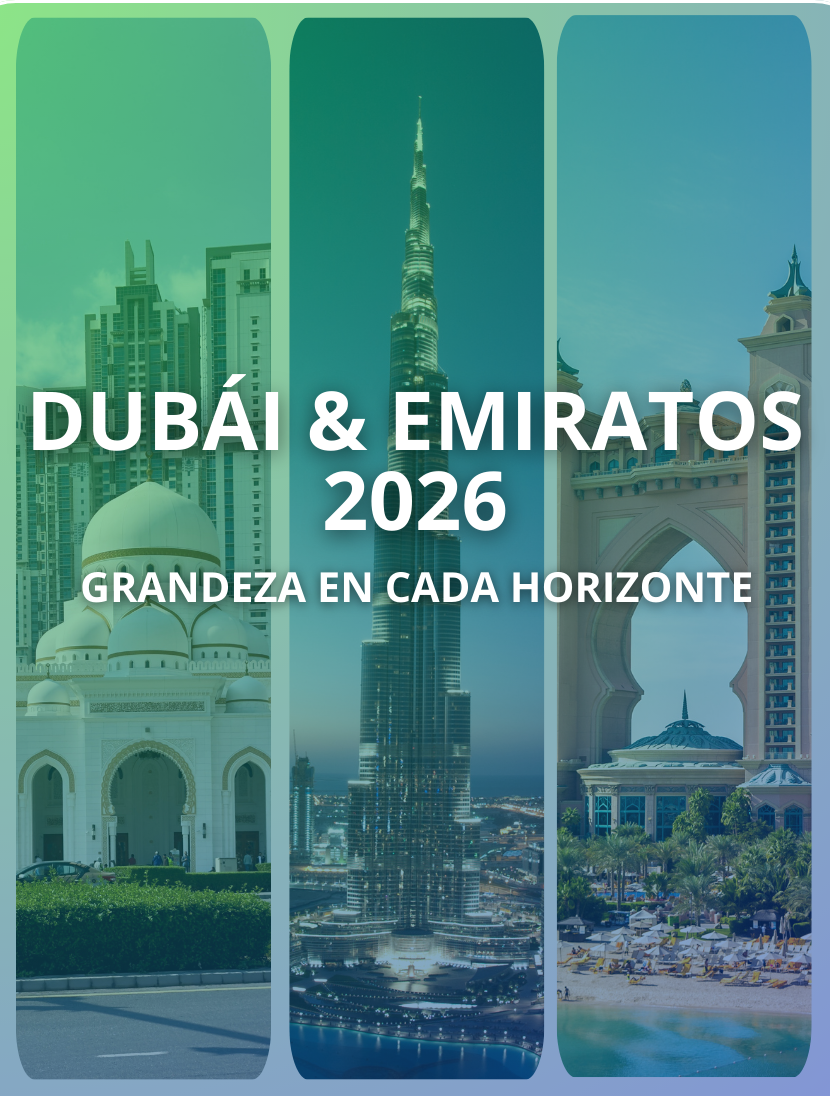 DUBÁI & EMIRATOS
2026
GRANDEZA EN CADA HORIZONTE